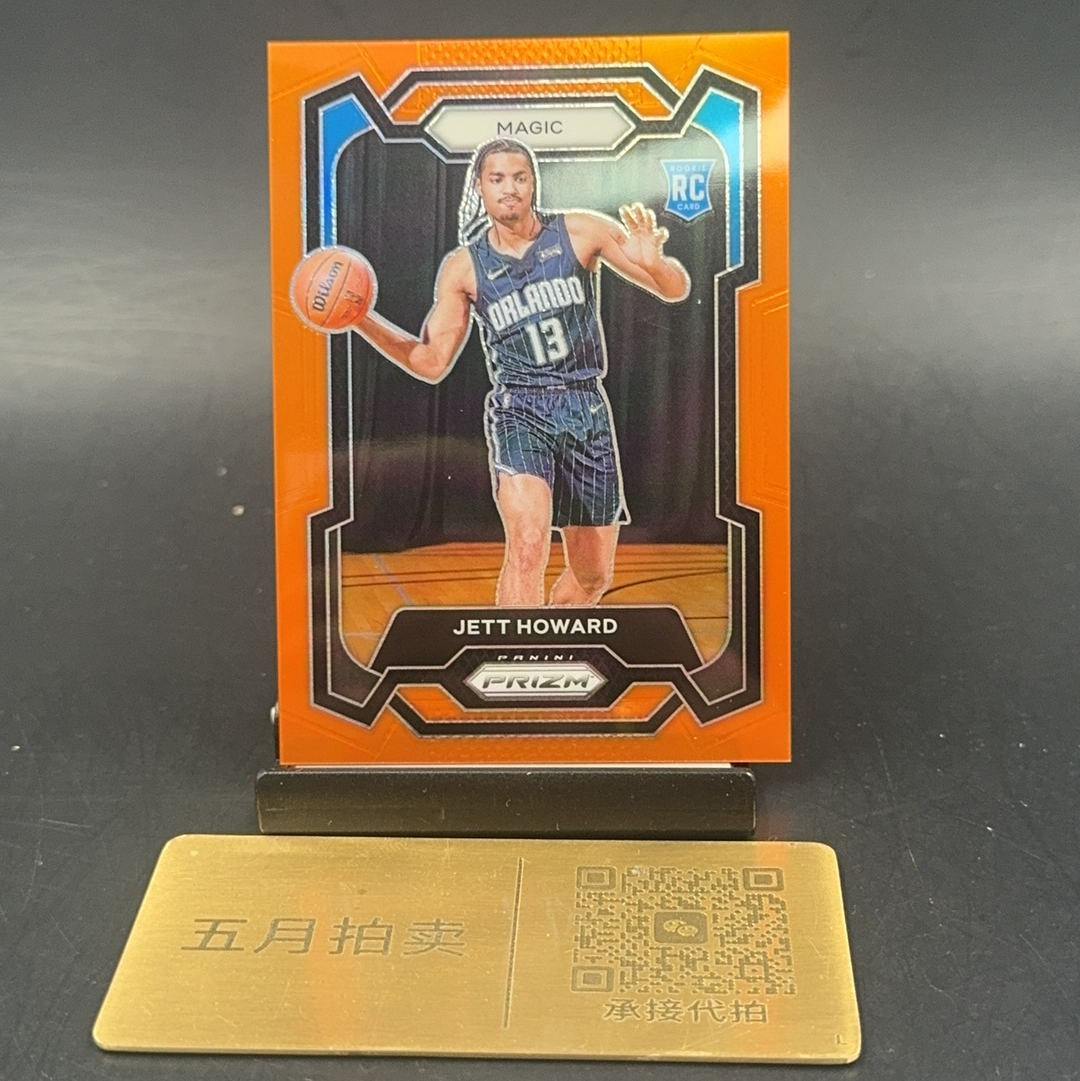 MAGIC
ROOKIE
RC
CARD
Wilson
ORLANDO
13
JETT HOWARD
PANINI
PRIZM
五月拍卖
承接代拍